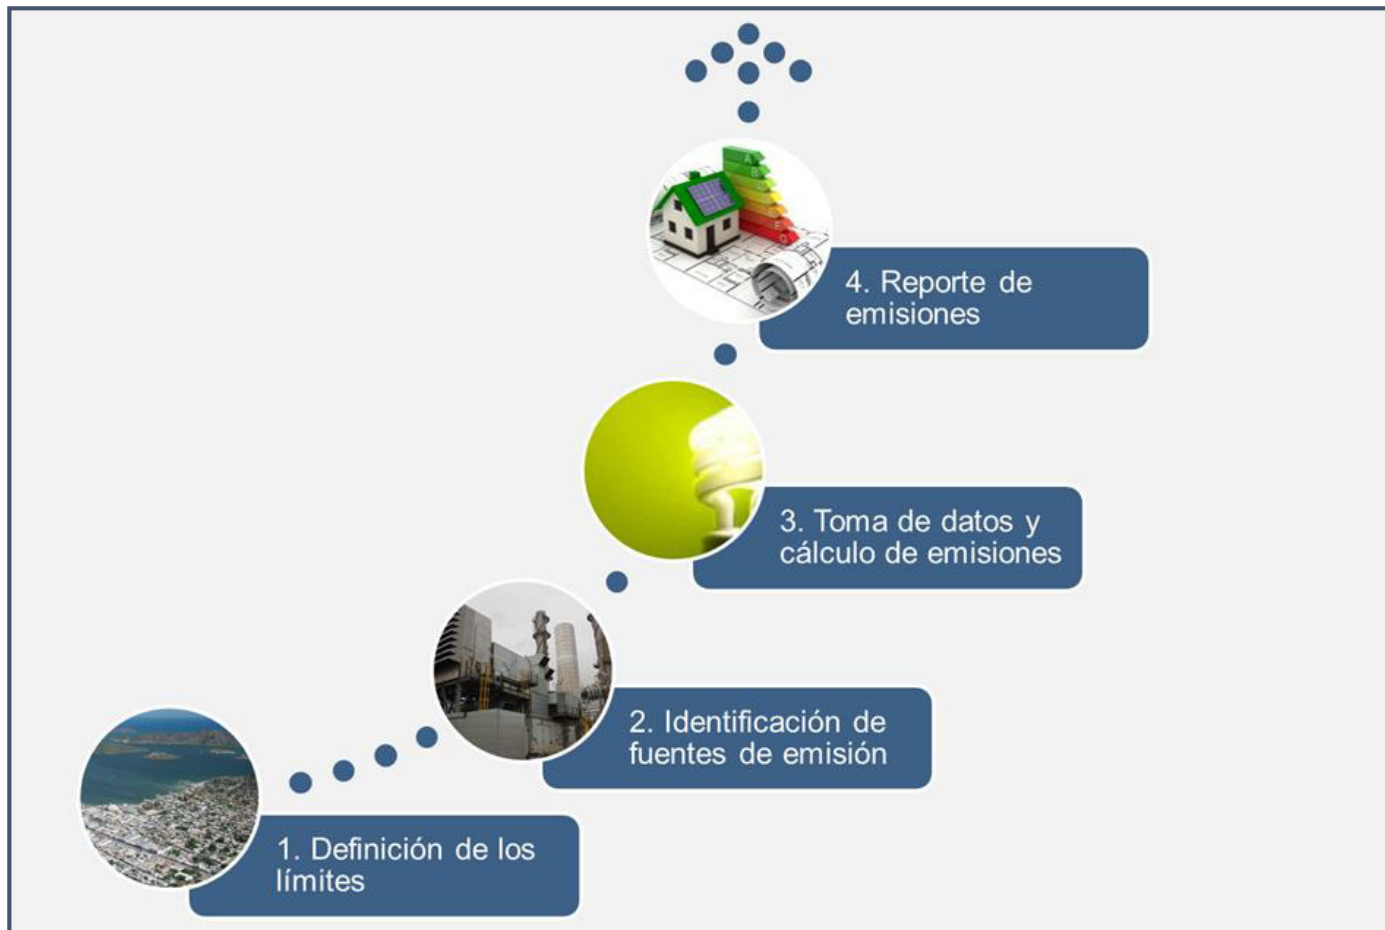 1. Definición de los
límites
2. Identificación de
fuentes de emisión
3. Toma de datos y
cálculo de emisiones
4. Reporte de
emisiones
A